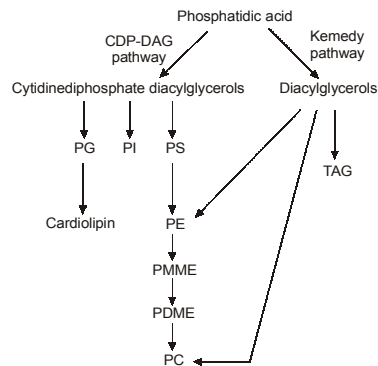 Phosphatidic acid
CDP-DAG
pathway
Kemedy
pathway
Cytidinediphosphate diacylglycerols
Diacylglycerols
PG
PI
PS
TAG
Cardiolipin
PE
PMME
PDME
PC